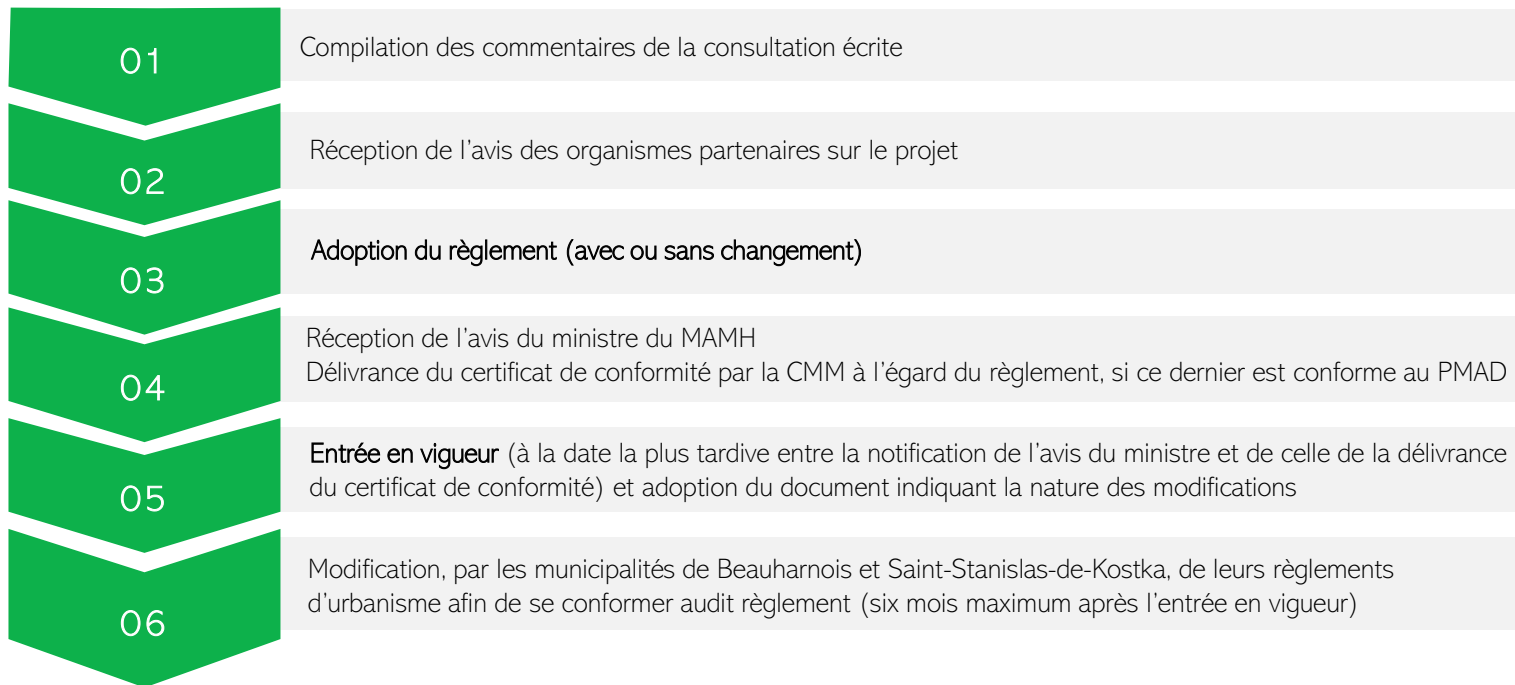 01
Compilation des commentaires de la consultation écrite
02
Réception de l'avis des organismes partenaires sur le projet
03
Adoption du règlement (avec ou sans changement)
04
Réception de l'avis du ministre du MAMH
Délivrance du certificat de conformité par la CMM à l'égard du règlement, si ce dernier est conforme au PMAD
05
Entrée en vigueur (à la date la plus tardive entre la notification de l'avis du ministre et de celle de la délivrance
du certificat de conformité) et adoption du document indiquant la nature des modifications
06
Modification, par les municipalités de Beauharnois et Saint-Stanislas-de-Kostka, de leurs règlements
d'urbanisme afin de se conformer audit règlement (six mois maximum après l'entrée en vigueur)